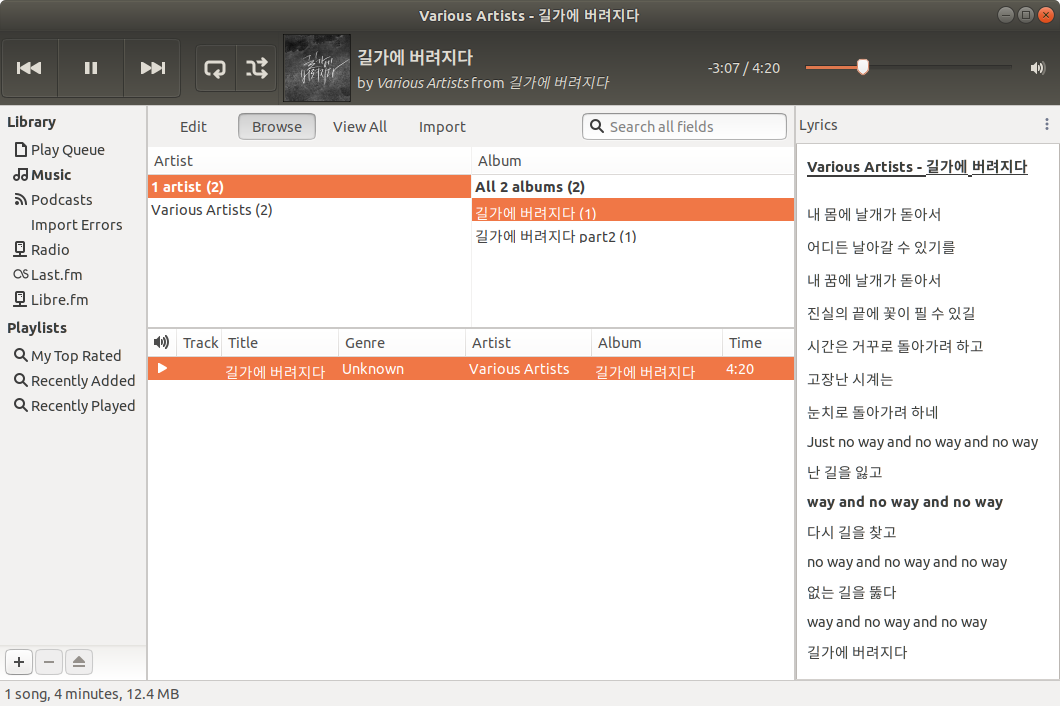 Various Artists - 길가에 버려지다
길가에 버려지다
by Various Artists from 길가에 버려지다
-3:07 / 4:20
Library
Play Queue
Music
Podcasts
Import Errors
Radio
Last.fm
Libre.fm
Playlists
My Top Rated
Recently Added
Recently Played
Edit Browse View All Import Search all fields
Artist Album
1 artist (2) All 2 albums (2)
Various Artists (2) 길가에 버려지다 (1)
길가에 버려지다 part2 (1)
Track Title Genre Artist Album Time
길가에 버려지다 Unknown Various Artists 길가에 버려지다 4:20
Lyrics
Various Artists - 길가에 버려지다
내 몸에 날개가 돋아서
어디든 날아갈 수 있기를
내 꿈에 날개가 돋아서
진실의 끝에 꽃이 필 수 있길
시간은 거꾸로 돌아가려 하고
고장난 시계는
눈치로 돌아가려 하네
Just no way and no way and no way
난 길을 잃고
way and no way and no way
다시 길을 찾고
no way and no way and no way
없는 길을 뚫다
way and no way and no way
길가에 버려지다
1 song, 4 minutes, 12.4 MB